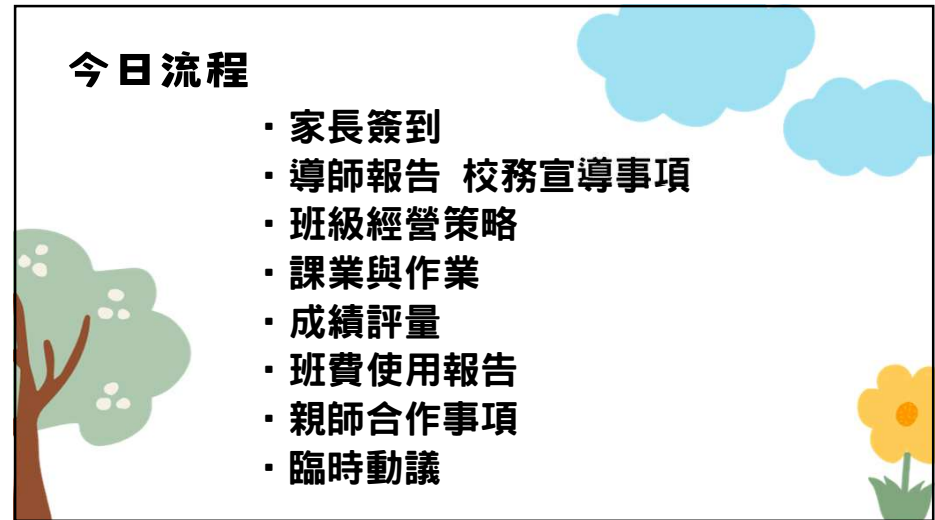 今日流程
・家長簽到
・導師報告 校務宣導事項
・班級經營策略
・課業與作業
・成績評量
・班費使用報告
・親師合作事項
・臨時動議